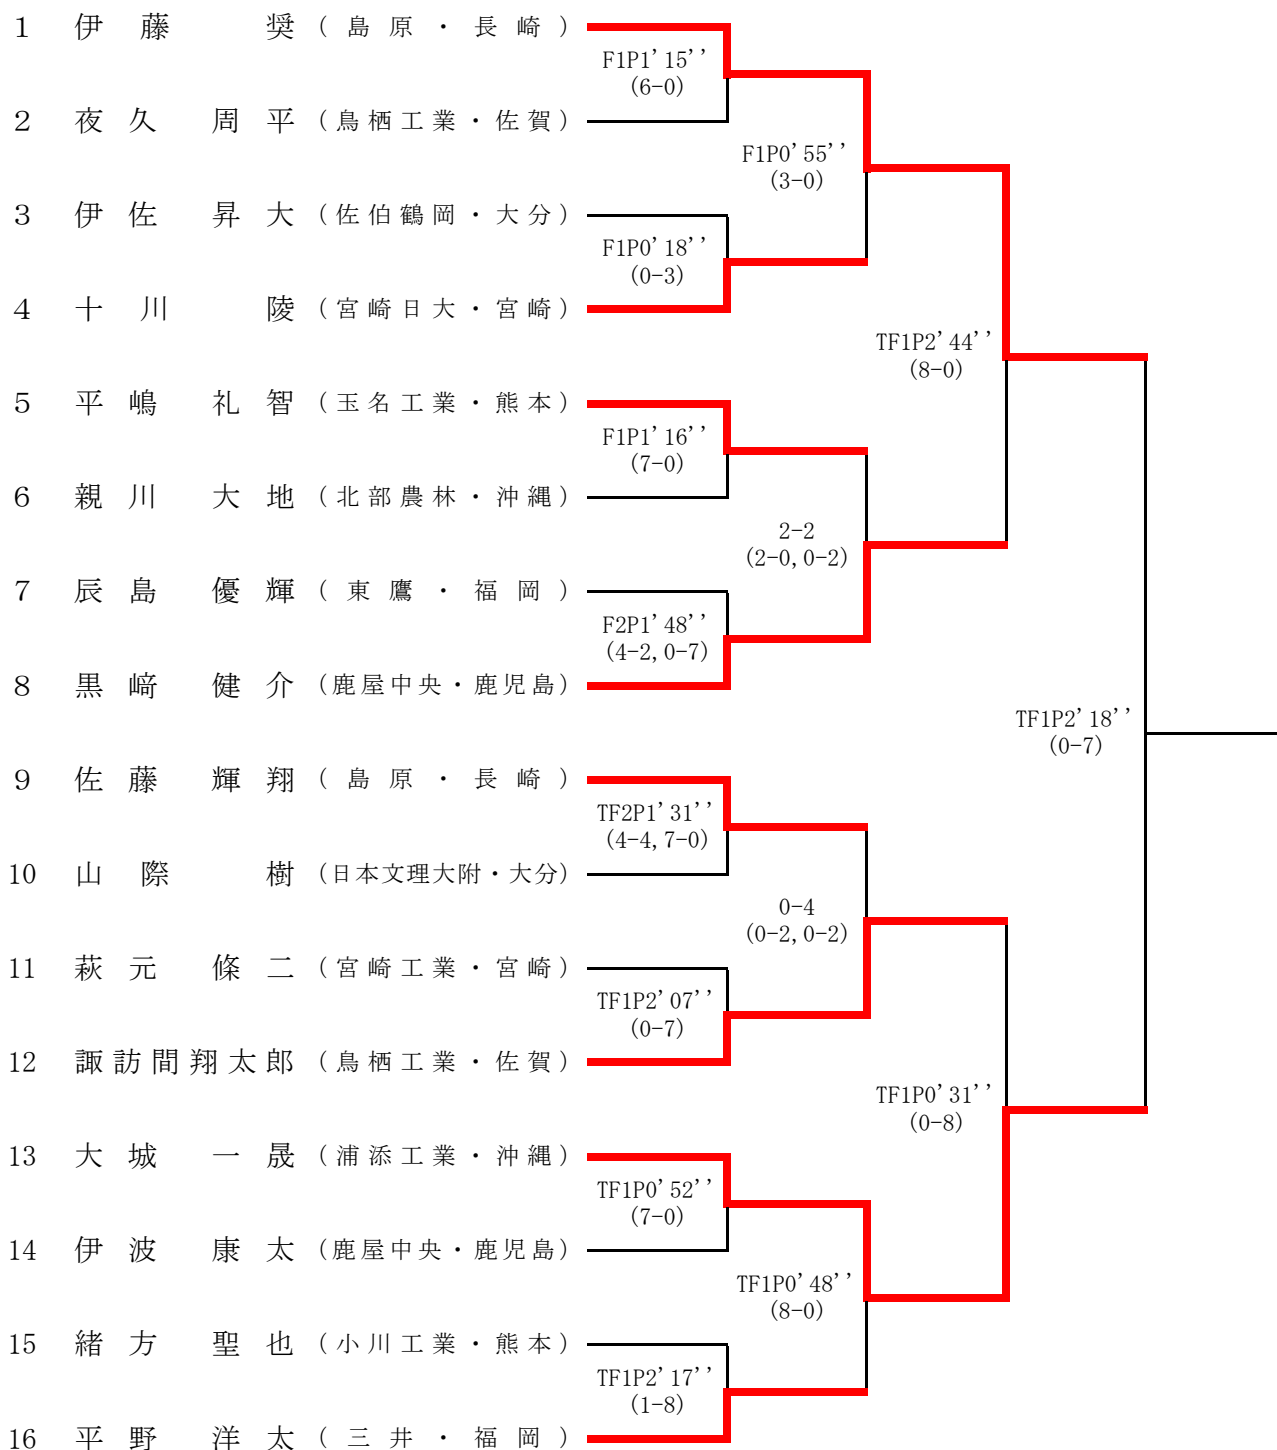 1 伊藤 奨 (島原・長崎)
F1P1'15''
(6-0)
2 夜久 周平 (鳥栖工業・佐賀)
F1P0'55''
(3-0)
3 伊佐 昇大 (佐伯鶴岡・大分)
F1P0'18''
(0-3)
4 十川 陵 (宮崎日大・宮崎)
TF1P2'44''
(8-0)
5 平嶋 礼智 (玉名工業・熊本)
F1P1'16''
(7-0)
6 親川 大地 (北部農林・沖縄)
2-2
(2-0,0-2)
7 辰島 優輝 (東鷹・福岡)
F2P1'48''
(4-2,0-7)
8 黒﨑 健介 (鹿屋中央・鹿児島)
TF1P2'18''
(0-7)
9 佐藤 輝翔 (島原・長崎)
TF2P1'31''
(4-4,7-0)
10 山際 樹 (日本文理大附・大分)
0-4
(0-2,0-2)
11 萩元 條二 (宮崎工業・宮崎)
TF1P2'07''
(0-7)
12 諏訪間翔太郎 (鳥栖工業・佐賀)
TF1P0'31''
(0-8)
13 大城 一晟 (浦添工業・沖縄)
TF1P0'52''
(7-0)
14 伊波 康太 (鹿屋中央・鹿児島)
TF1P0'48''
(8-0)
15 緒方 聖也 (小川工業・熊本)
TF1P2'17''
(1-8)
16 平野 洋太 (三井・福岡)